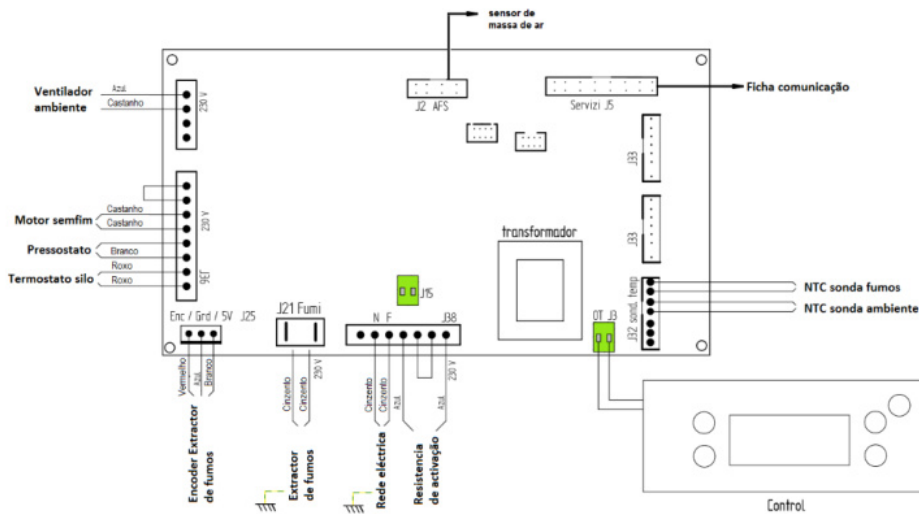 sensor de
massa de ar
Ventilador
ambiente
Azul
Castanho
230 V
J2 AFS
Servizi J5
Ficha comunicação
J33
J33
Motor semfim
Castanho
Castanho
230 V
Pressostato
Branco
Termostato silo
Roxo
Roxo
J36
transformador
J15
J32 sond. temp
NTC sonda fumos
NTC sonda ambiente
Enc / Grd / 5V J25
J21 Fumi
N F
J38
OT J3
Vermelho
Azul
Branco
Cinzento
Cinzento
230 V
Cinzento
Cinzento
Azul
Azul
230 V
Encoder Extractor
de fumos
Extractor
de fumos
Rede eléctrica
Resistencia
de activação
Control